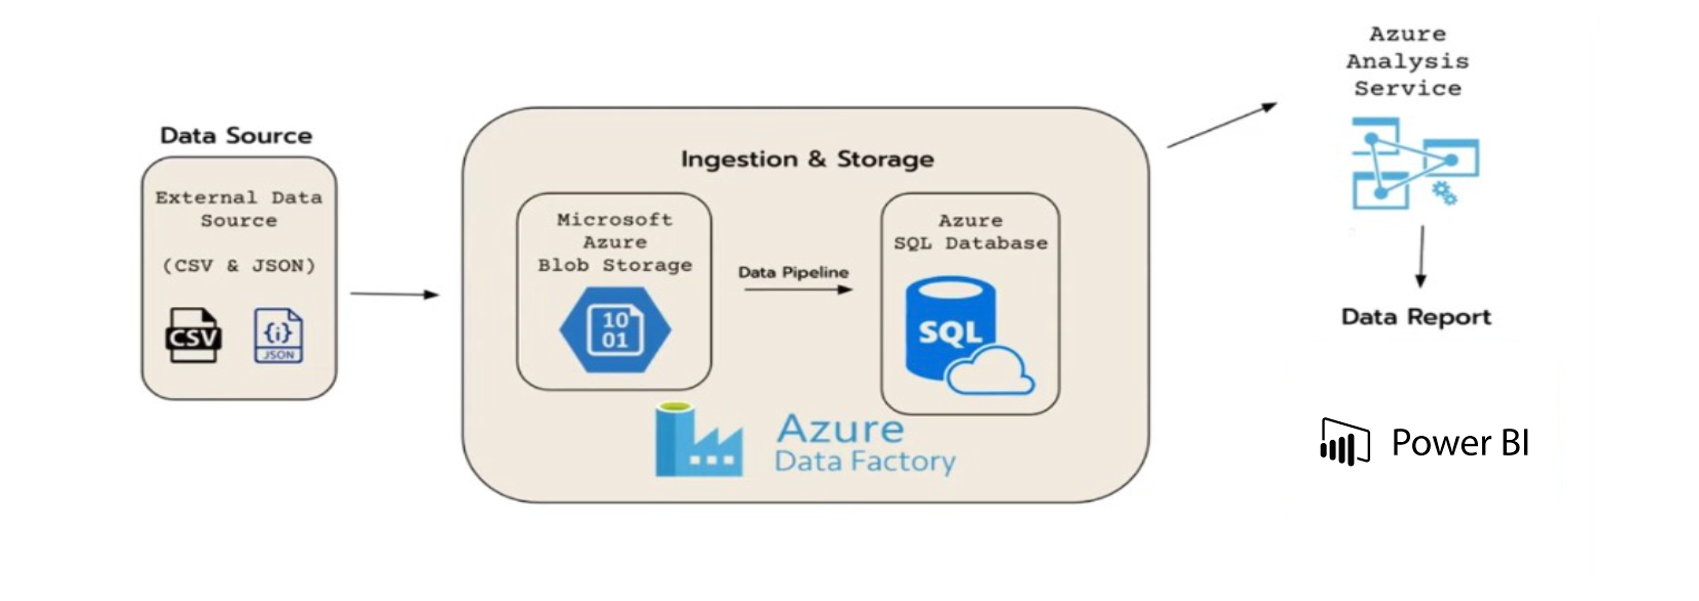 Data Source
External Data
Source
(CSV & JSON)
CSV
{i}
JSON
Ingestion & Storage
Microsoft
Azure
Blob Storage
10
01
Data Pipeline
Azure
SQL Database
SQL
Azure
Data Factory
Azure
Analysis
Service
Data Report
Power BI